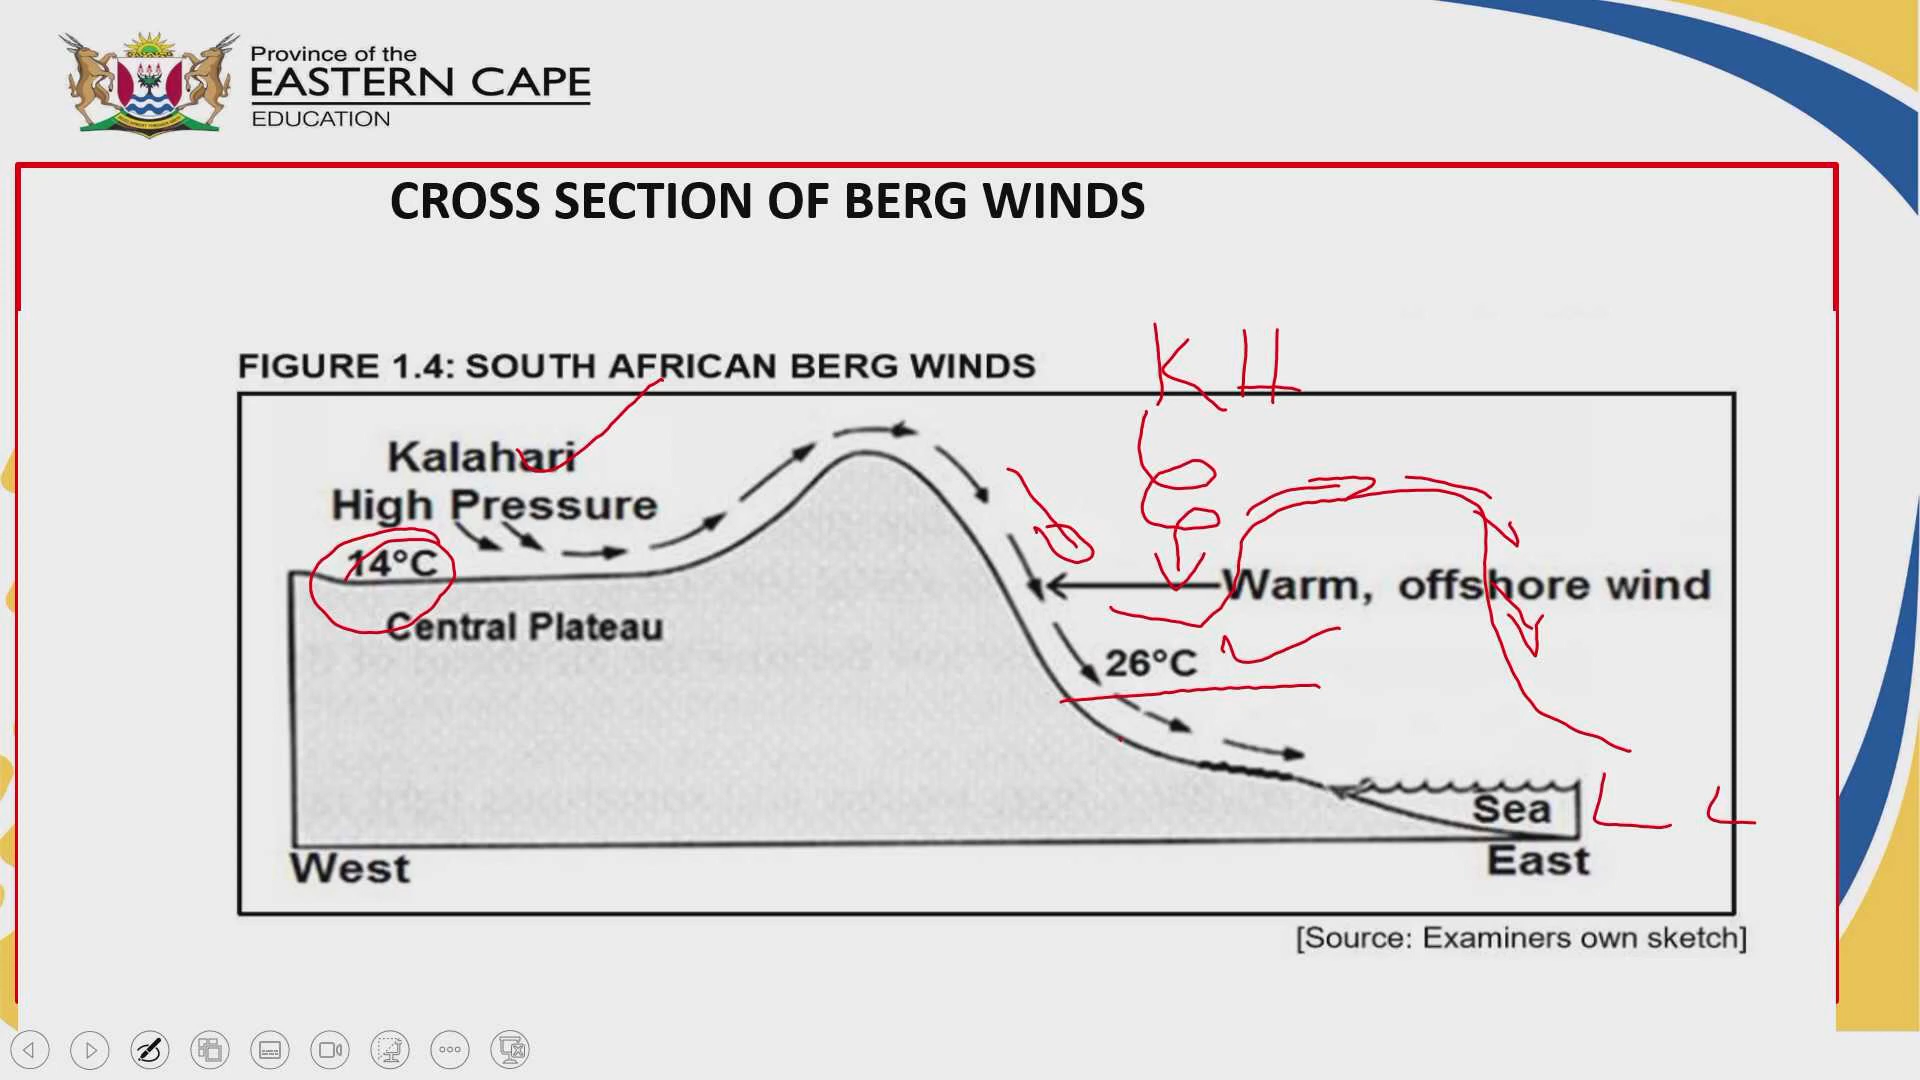 Province of the
EASTERN CAPE
EDUCATION
CROSS SECTION OF BERG WINDS
FIGURE 1.4: SOUTH AFRICAN BERG WINDS
K H
Kalahari
High Pressure
14°C
Central Plateau
Warm, offshore wind
26°C
Sea
L L
West
East
[Source: Examiners own sketch]